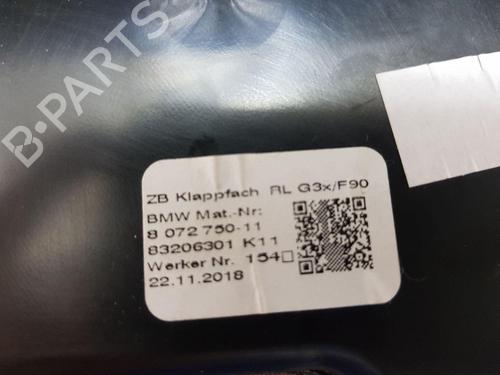 B-PARTS
ZB Klappfach RL G3x/F90
BMW Mat.-Nr:
8 072 750-11
83206301 K11
Werker Nr. 154
22.11.2018